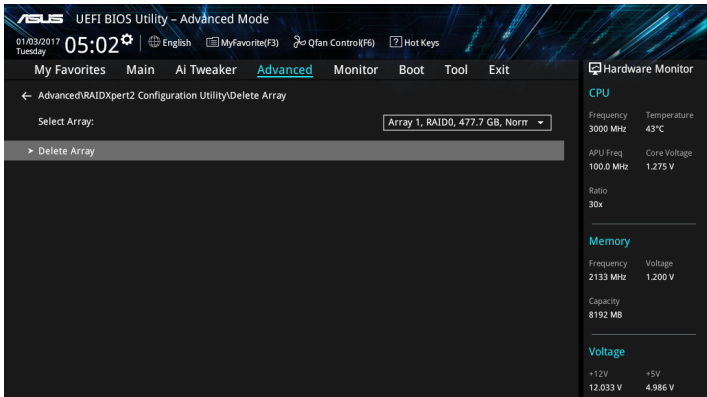 ASUS UEFI BIOS Utility – Advanced Mode
01/03/2017 Tuesday 05:02 English MyFavorite(F3) Qfan Control(F6) ? Hot Keys
My Favorites Main Ai Tweaker Advanced Monitor Boot Tool Exit
← Advanced\RAIDXpert2 Configuration Utility\Delete Array
Select Array: Array 1, RAID0, 477.7 GB, Norm
➤ Delete Array
Hardware Monitor
CPU
Frequency Temperature
3000 MHz 43°C
APU Freq Core Voltage
100.0 MHz 1.275 V
Ratio
30x
Memory
Frequency Voltage
2133 MHz 1.200 V
Capacity
8192 MB
Voltage
+12V +5V
12.033 V 4.986 V